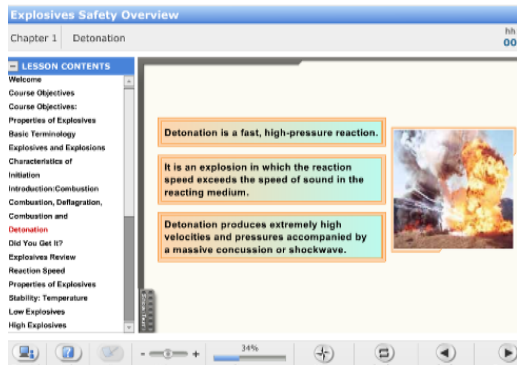 Explosives Safety Overview
Chapter 1 Detonation
hh
00
LESSON CONTENTS
Welcome
Course Objectives
Course Objectives:
Properties of Explosives
Basic Terminology
Explosives and Explosions
Characteristics of
Initiation
Introduction:Combustion
Combustion, Deflagration,
Combustion and
Detonation
Did You Get It?
Explosives Review
Reaction Speed
Properties of Explosives
Stability: Temperature
Low Explosives
High Explosives
Detonation is a fast, high-pressure reaction.
It is an explosion in which the reaction
speed exceeds the speed of sound in the
reacting medium.
Detonation produces extremely high
velocities and pressures accompanied by
a massive concussion or shockwave.
Show Text
- +
34%